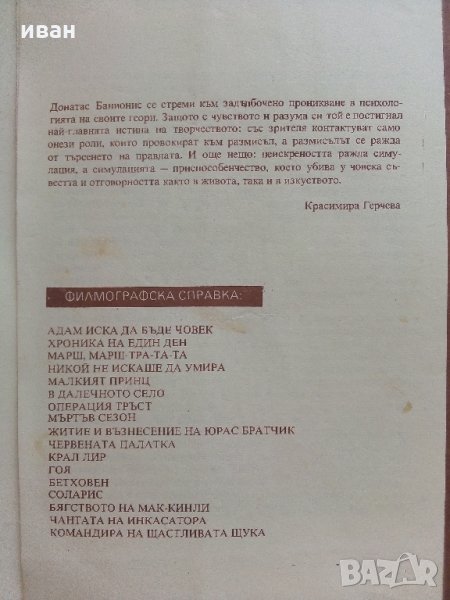 иван
Донатас Банионис се стреми към задълбочено проникване в психоло-
гията на своите герои. Защото с чувството и разума си той е постигнал
най-главната истина на творчеството: със зрителя контактуват само
онези роли, които провокират към размисъл, а размисълът се ражда
от търсенето на правдата. И още нещо: неискреността ражда симу-
лация, а симулацията — приспособенчество, което убива у човека съ-
вестта и отговорността както в живота, така и в изкуството.
Красимира Герчева
ФИЛМОГРАФСКА СПРАВКА:
АДАМ ИСКА ДА БЪДЕ ЧОВЕК
ХРОНИКА НА ЕДИН ДЕН
МАРШ, МАРШ-ТРА-ТА-ТА
НИКОЙ НЕ ИСКАШЕ ДА УМИРА
МАЛКИЯТ ПРИНЦ
В ДАЛЕЧНОТО СЕЛО
ОПЕРАЦИЯ ТРЪСТ
МЪРТЪВ СЕЗОН
ЖИТИЕ И ВЪЗНЕСЕНИЕ НА ЮРАС БРАТЧИК
ЧЕРВЕНАТА ПАЛАТКА
КРАЛ ЛИР
ГОЯ
БЕТХОВЕН
СОЛАРИС
БЯГСТВОТО НА МАК-КИНЛИ
ЧАНТАТА НА ИНКАСАТОРА
КОМАНДИРА НА ЩАСТЛИВАТА ЩУКА
BAZAR